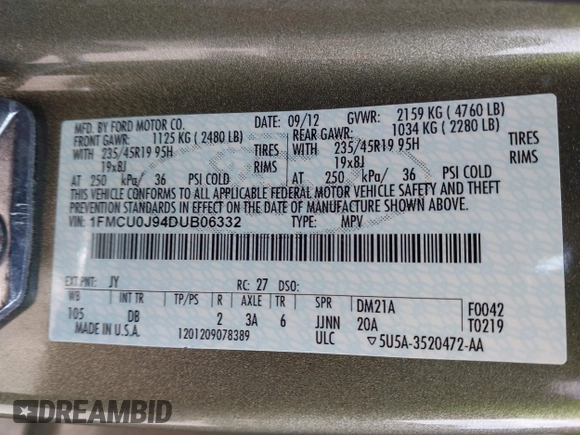 MFD. BY FORD MOTOR CO.
DATE: 09/12 GVWR: 2159 KG ( 4760 LB)
FRONT GAWR: 1125 KG ( 2480 LB) REAR GAWR: 1034 KG ( 2280 LB)
WITH 235/45R19 95H TIRES WITH 235/45R19 95H TIRES
19x8J RIMS 19x8J RIMS
AT 250 kPa/ 36 PSI COLD AT 250 kPa/ 36 PSI COLD
THIS VEHICLE CONFORMS TO ALL APPLICABLE FEDERAL MOTOR VEHICLE SAFETY AND THEFT
PREVENTION STANDARDS IN EFFECT ON THE DATE OF MANUFACTURE SHOWN ABOVE.
VIN: 1FMCU0J94DUB06332 TYPE: MPV
EXT PNT: JY RC: 27 DSO:
WB INT TR TP/PS R AXLE TR SPR DM21A F0042
105 DB 2 3A 6 JJNN 20A T0219
MADE IN U.S.A. 1201209078389 ULC ▽5U5A-3520472-AA
DREAMBID